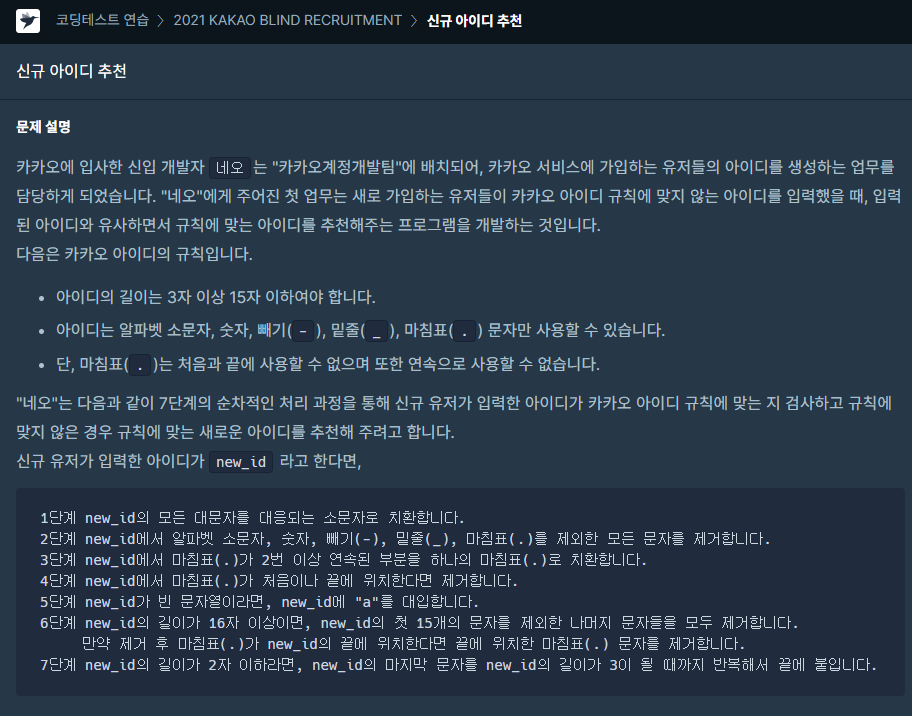 코딩테스트 연습 > 2021 KAKAO BLIND RECRUITMENT > 신규 아이디 추천
신규 아이디 추천
문제 설명
카카오에 입사한 신입 개발자 네오 는 "카카오계정개발팀"에 배치되어, 카카오 서비스에 가입하는 유저들의 아이디를 생성하는 업무를
담당하게 되었습니다. "네오"에게 주어진 첫 업무는 새로 가입하는 유저들이 카카오 아이디 규칙에 맞지 않는 아이디를 입력했을 때, 입력
된 아이디와 유사하면서 규칙에 맞는 아이디를 추천해주는 프로그램을 개발하는 것입니다.
다음은 카카오 아이디의 규칙입니다.
• 아이디의 길이는 3자 이상 15자 이하여야 합니다.
• 아이디는 알파벳 소문자, 숫자, 빼기( - ), 밑줄( _ ), 마침표( . ) 문자만 사용할 수 있습니다.
• 단, 마침표( . )는 처음과 끝에 사용할 수 없으며 또한 연속으로 사용할 수 없습니다.
"네오"는 다음과 같이 7단계의 순차적인 처리 과정을 통해 신규 유저가 입력한 아이디가 카카오 아이디 규칙에 맞는 지 검사하고 규칙에
맞지 않은 경우 규칙에 맞는 새로운 아이디를 추천해 주려고 합니다.
신규 유저가 입력한 아이디가 new_id 라고 한다면,
1단계 new_id의 모든 대문자를 대응되는 소문자로 치환합니다.
2단계 new_id에서 알파벳 소문자, 숫자, 빼기(-), 밑줄(_), 마침표(.)를 제외한 모든 문자를 제거합니다.
3단계 new_id에서 마침표(.)가 2번 이상 연속된 부분을 하나의 마침표(.)로 치환합니다.
4단계 new_id에서 마침표(.)가 처음이나 끝에 위치한다면 제거합니다.
5단계 new_id가 빈 문자열이라면, new_id에 "a"를 대입합니다.
6단계 new_id의 길이가 16자 이상이면, new_id의 첫 15개의 문자를 제외한 나머지 문자들을 모두 제거합니다.
만약 제거 후 마침표(.)가 new_id의 끝에 위치한다면 끝에 위치한 마침표(.) 문자를 제거합니다.
7단계 new_id의 길이가 2자 이하라면, new_id의 마지막 문자를 new_id의 길이가 3이 될 때까지 반복해서 끝에 붙입니다.